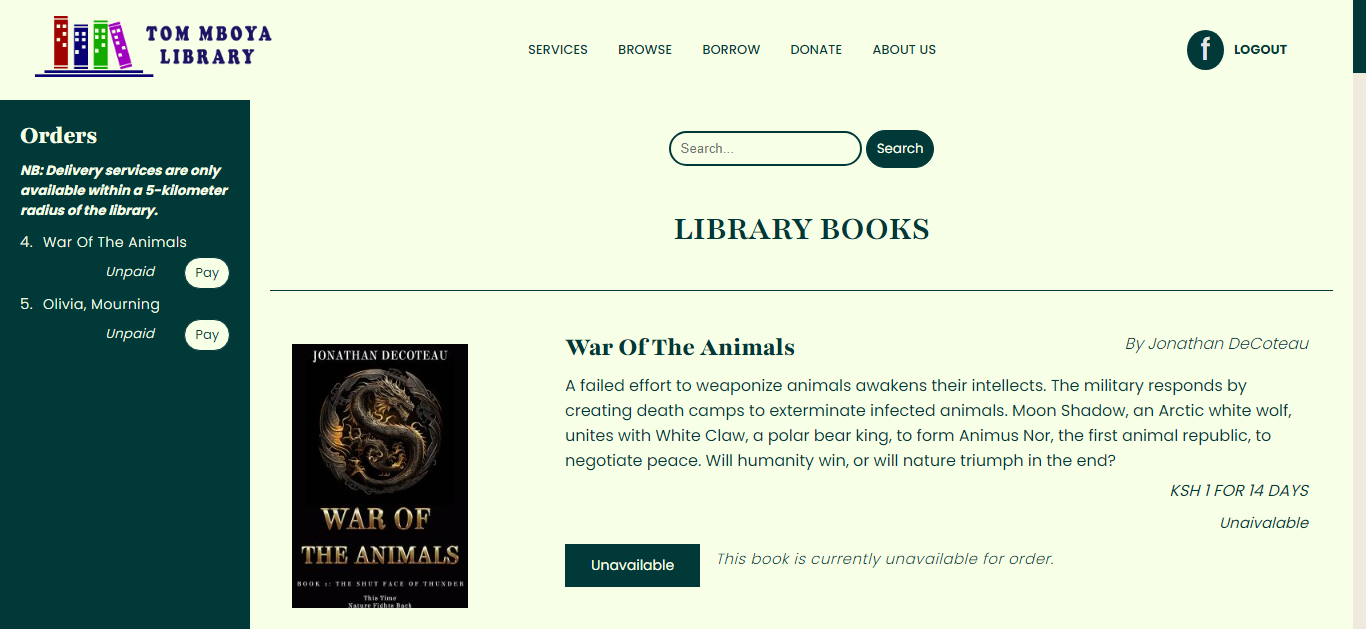 TOM MBOYA
LIBRARY
SERVICES BROWSE BORROW DONATE ABOUT US
f LOGOUT
Orders
NB: Delivery services are only
available within a 5-kilometer
radius of the library.
4. War Of The Animals
Unpaid Pay
5. Olivia, Mourning
Unpaid Pay
Search... Search
LIBRARY BOOKS
JONATHAN DECOTEAU
WAR OF
THE ANIMALS
BOOK 1: THE SHUT FACE OF THUNDER
This Time
Nature Fights Back
War Of The Animals By Jonathan DeCoteau
A failed effort to weaponize animals awakens their intellects. The military responds by
creating death camps to exterminate infected animals. Moon Shadow, an Arctic white wolf,
unites with White Claw, a polar bear king, to form Animus Nor, the first animal republic, to
negotiate peace. Will humanity win, or will nature triumph in the end?
KSH 1 FOR 14 DAYS
Unaivalable
Unavailable This book is currently unavailable for order.